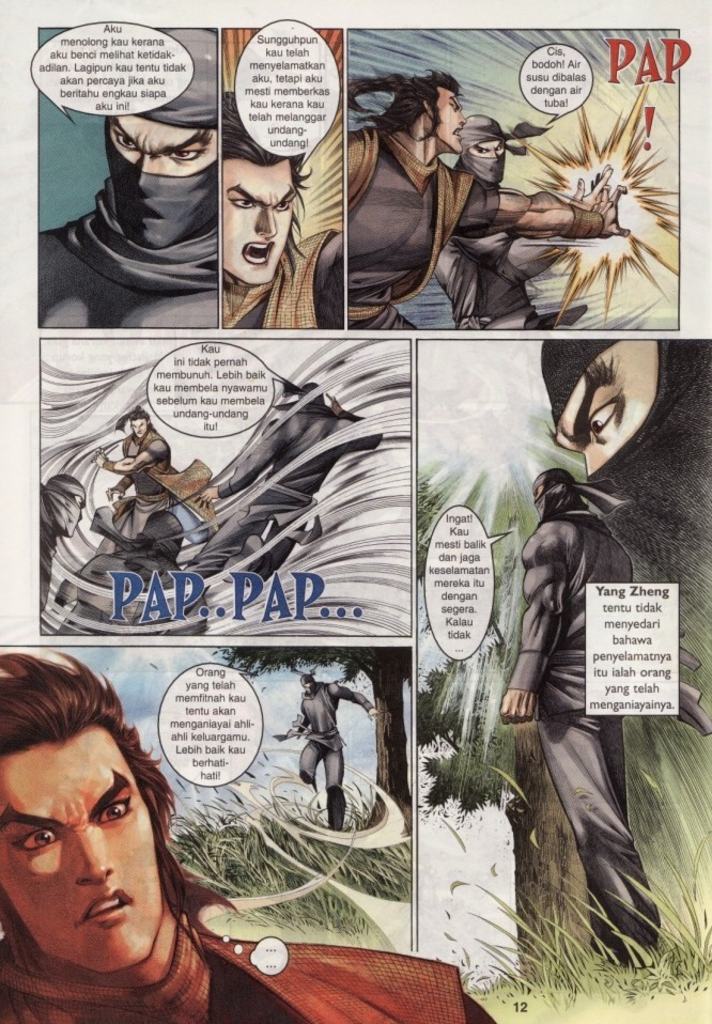 Aku
menolong kau kerana
aku benci melihat ketidak-
adilan. Lagipun kau tentu tidak
akan percaya jika aku
beritahu engkau siapa
aku ini!
Sungguhpun
kau telah
menyelamatkan
aku, tetapi aku
mesti memberkas
kau kerana kau
telah melanggar
undang-
undang!
Cis,
bodoh! Air
susu dibalas
dengan air
tuba!
PAP
!
Kau
ini tidak pernah
membunuh. Lebih baik
kau membela nyawamu
sebelum kau membela
undang-undang
itu!
PAP..PAP...
Ingat!
Kau
mesti balik
dan jaga
keselamatan
mereka itu
dengan
segera.
Kalau
tidak
...
Yang Zheng
tentu tidak
menyedari
bahawa
penyelamatnya
itu ialah orang
yang telah
menganiayainya.
Orang
yang telah
memfitnah kau
tentu akan
menganiayai ahli-
ahli keluargamu.
Lebih baik kau
berhati-
hati!
...
...
12